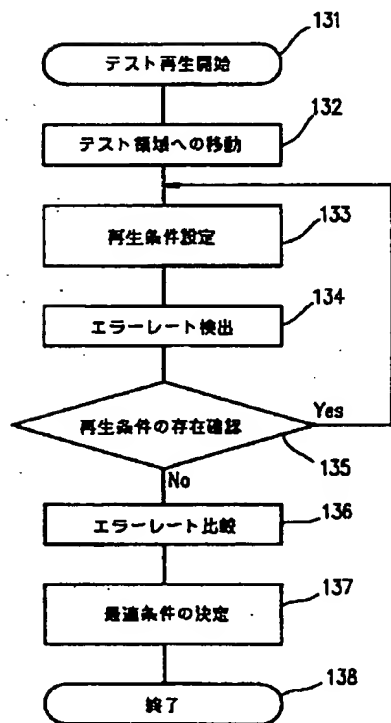 131
テスト再生開始
132
テスト領域への移動
133
再生条件設定
134
エラーレート検出
再生条件の存在確認
Yes
135
No
136
エラーレート比較
137
最適条件の決定
138
終了